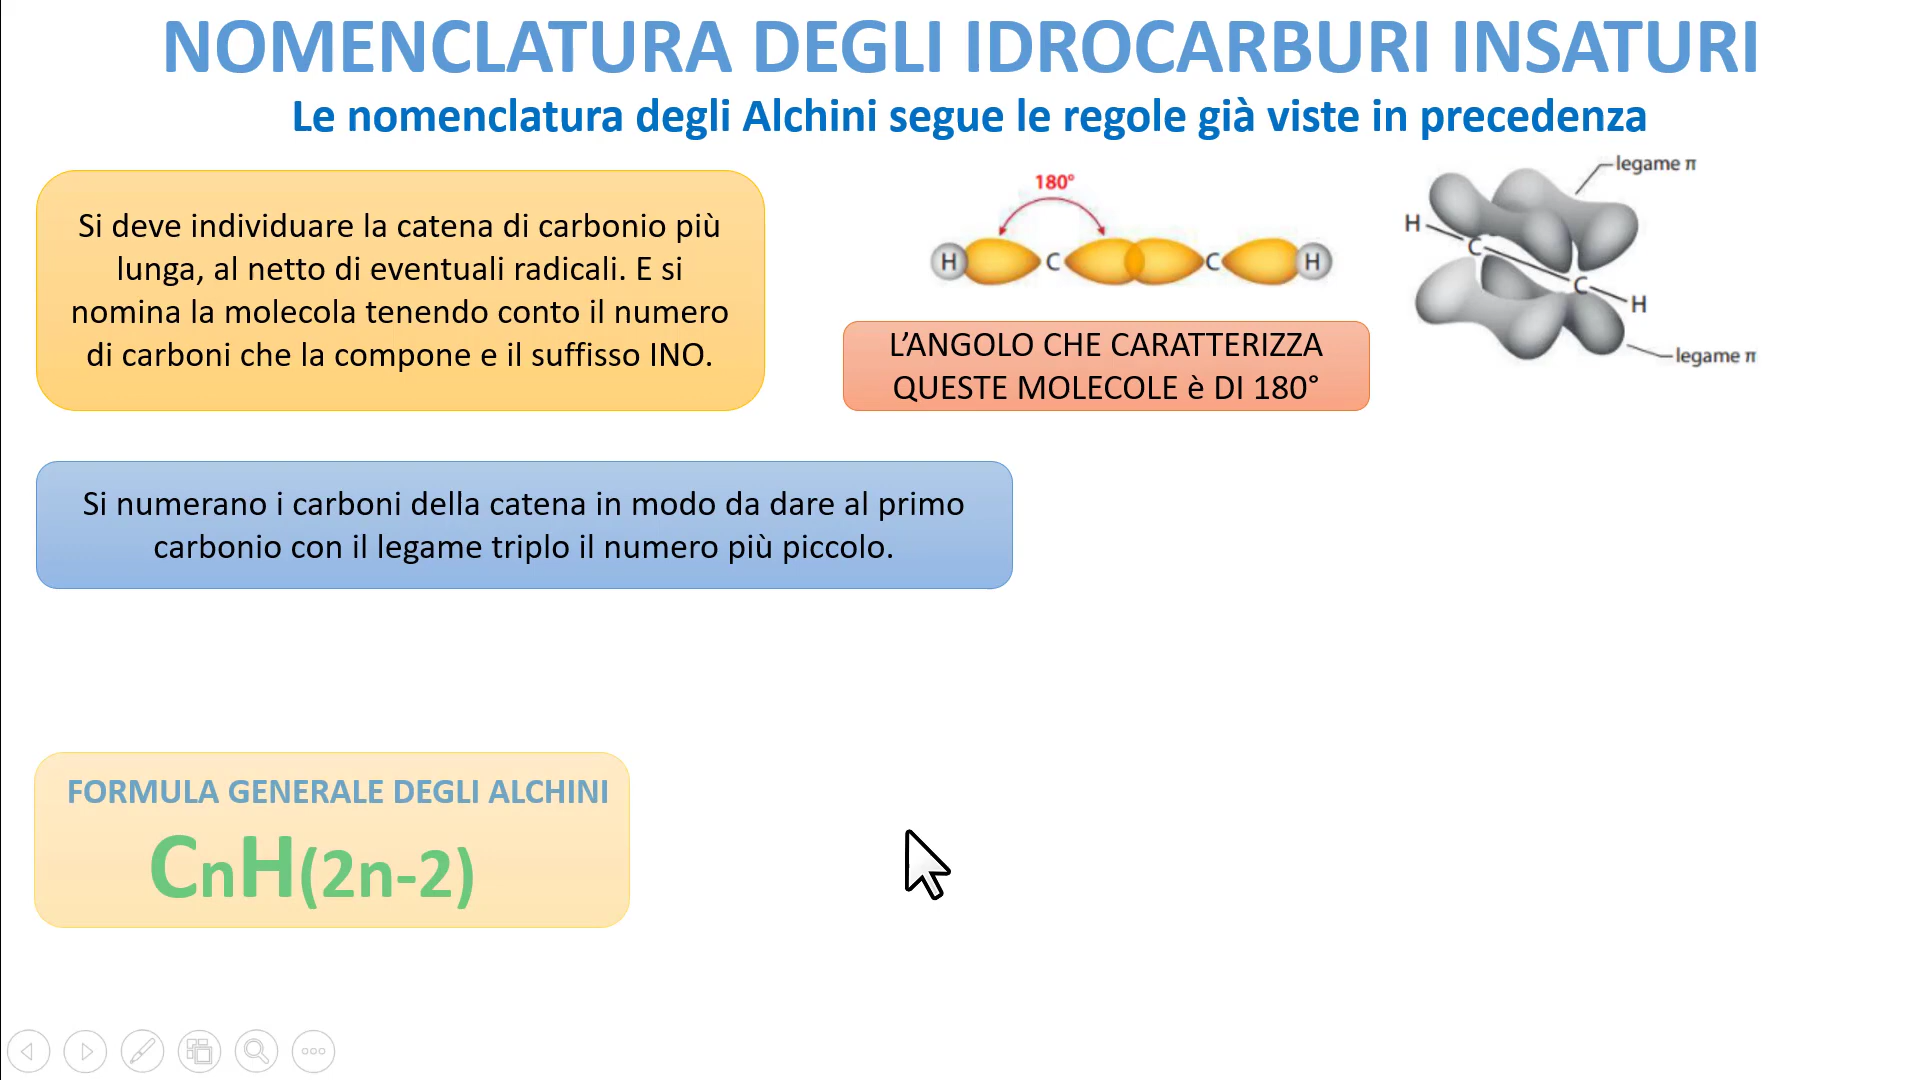 NOMENCLATURA DEGLI IDROCARBURI INSATURI
Le nomenclatura degli Alchini segue le regole già viste in precedenza
Si deve individuare la catena di carbonio più
lunga, al netto di eventuali radicali. E si
nomina la molecola tenendo conto il numero
di carboni che la compone e il suffisso INO.
180°
H C C H
L’ANGOLO CHE CARATTERIZZA
QUESTE MOLECOLE è DI 180°
legame π
H
C
C
H
legame π
Si numerano i carboni della catena in modo da dare al primo
carbonio con il legame triplo il numero più piccolo.
FORMULA GENERALE DEGLI ALCHINI
CnH(2n-2)